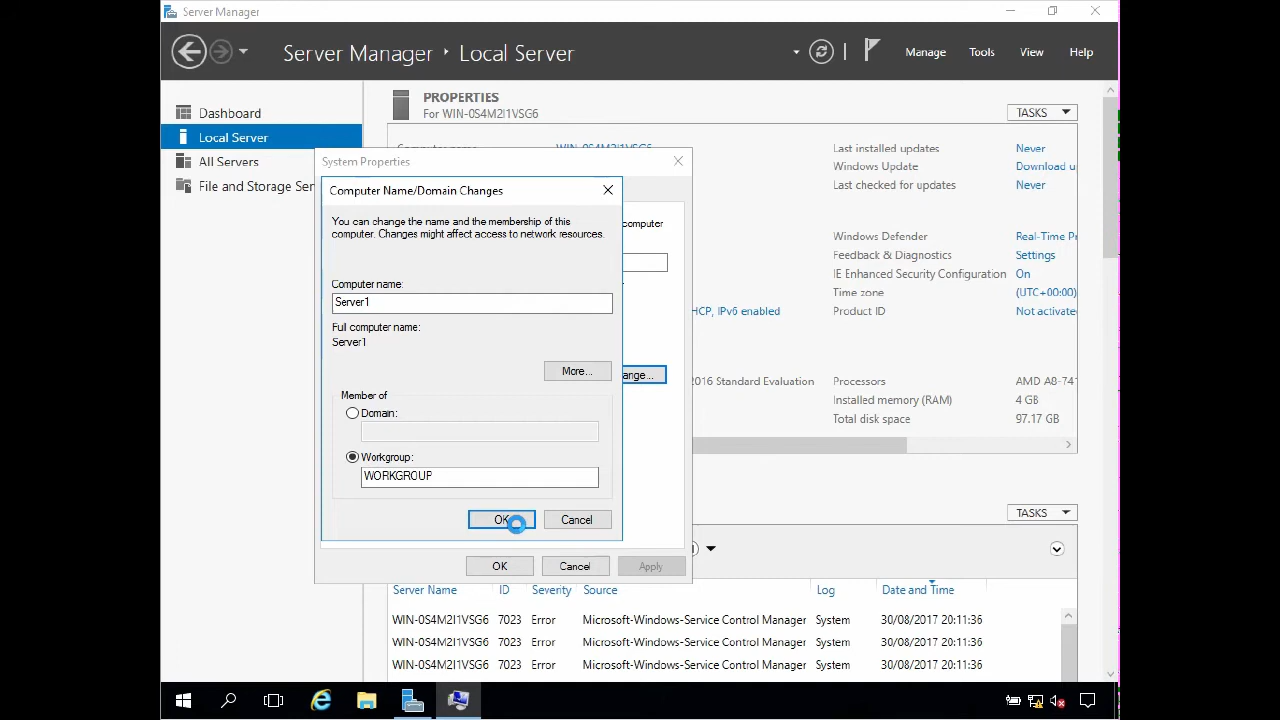 Server Manager
Server Manager ‣ Local Server
Manage Tools View Help
Dashboard
Local Server
All Servers
File and Storage Ser
PROPERTIES
For WIN-0S4M2I1VSG6
TASKS
WIN-0S4M2I1VSG6
Last installed updates Never
Windows Update Download u
Last checked for updates Never
Windows Defender Real-Time Pr
Feedback & Diagnostics Settings
IE Enhanced Security Configuration On
Time zone (UTC+00:00)
HCP, IPv6 enabled
Product ID Not activate
2016 Standard Evaluation
Processors AMD A8-741
Installed memory (RAM) 4 GB
Total disk space 97.17 GB
System Properties
computer
ange...
OK Cancel Apply
Computer Name/Domain Changes
You can change the name and the membership of this
computer. Changes might affect access to network resources.
Computer name:
Server1
Full computer name:
Server1
More...
Member of
Domain:
Workgroup:
WORKGROUP
OK Cancel
TASKS
Server Name ID Severity Source Log Date and Time
WIN-0S4M2I1VSG6 7023 Error Microsoft-Windows-Service Control Manager System 30/08/2017 20:11:36
WIN-0S4M2I1VSG6 7023 Error Microsoft-Windows-Service Control Manager System 30/08/2017 20:11:36
WIN-0S4M2I1VSG6 7023 Error Microsoft-Windows-Service Control Manager System 30/08/2017 20:11:36